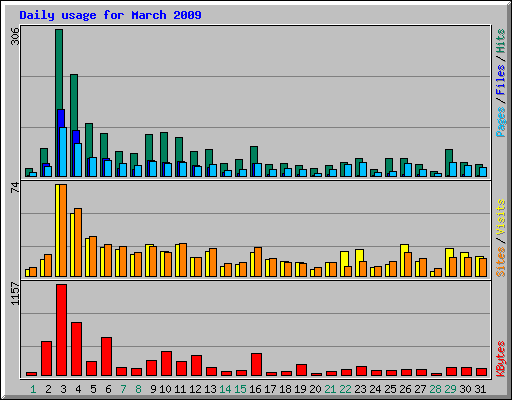 Daily usage for March 2009
306
74
1157
Pages / Files / Hits
Sites / Visits
KBytes
1 2 3 4 5 6 7 8 9 10 11 12 13 14 15 16 17 18 19 20 21 22 23 24 25 26 27 28 29 30 31